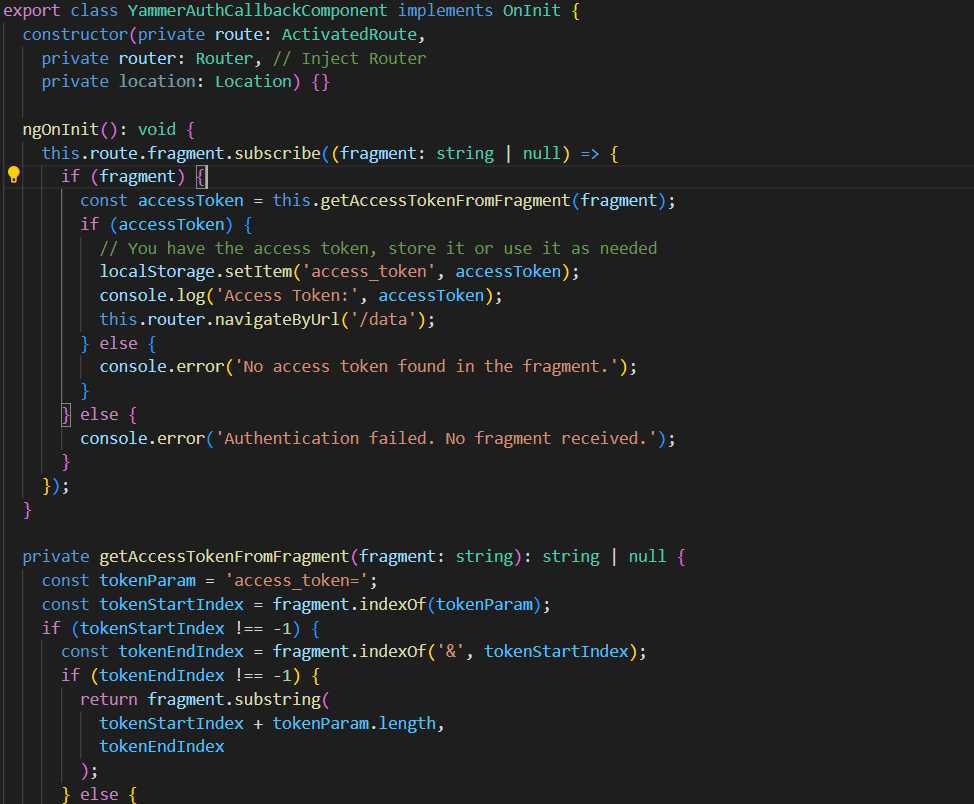 export class YammerAuthCallbackComponent implements OnInit {
constructor(private route: ActivatedRoute,
private router: Router, // Inject Router
private location: Location) {}
ngOnInit(): void {
this.route.fragment.subscribe((fragment: string | null) => {
if (fragment) {
const accessToken = this.getAccessTokenFromFragment(fragment);
if (accessToken) {
// You have the access token, store it or use it as needed
localStorage.setItem('access_token', accessToken);
console.log('Access Token:', accessToken);
this.router.navigateByUrl('/data');
} else {
console.error('No access token found in the fragment.');
}
} else {
console.error('Authentication failed. No fragment received.');
}
});
}
private getAccessTokenFromFragment(fragment: string): string | null {
const tokenParam = 'access_token=';
const tokenStartIndex = fragment.indexOf(tokenParam);
if (tokenStartIndex !== -1) {
const tokenEndIndex = fragment.indexOf('&', tokenStartIndex);
if (tokenEndIndex !== -1) {
return fragment.substring(
tokenStartIndex + tokenParam.length,
tokenEndIndex
);
} else {